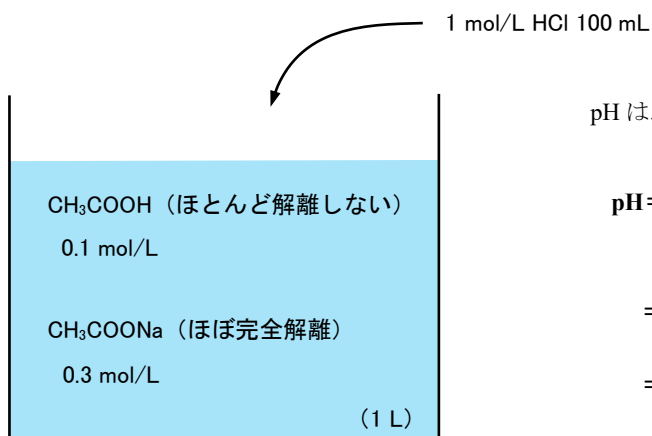 1 mol/L HCl 100 mL
pH は
CH₃COOH（ほとんど解離しない）
0.1 mol/L
pH=
CH₃COONa（ほぼ完全解離）
0.3 mol/L
=
=
（1 L）